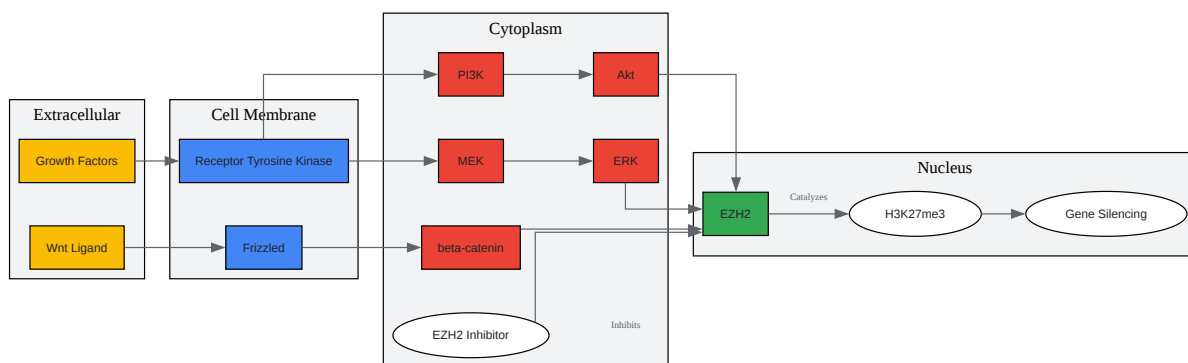 Cytoplasm
PI3K
Akt
Extracellular
Cell Membrane
Growth Factors
Receptor Tyrosine Kinase
MEK
ERK
Nucleus
EZH2
Catalyzes
H3K27me3
Gene Silencing
Wnt Ligand
Frizzled
beta-catenin
EZH2 Inhibitor
Inhibits